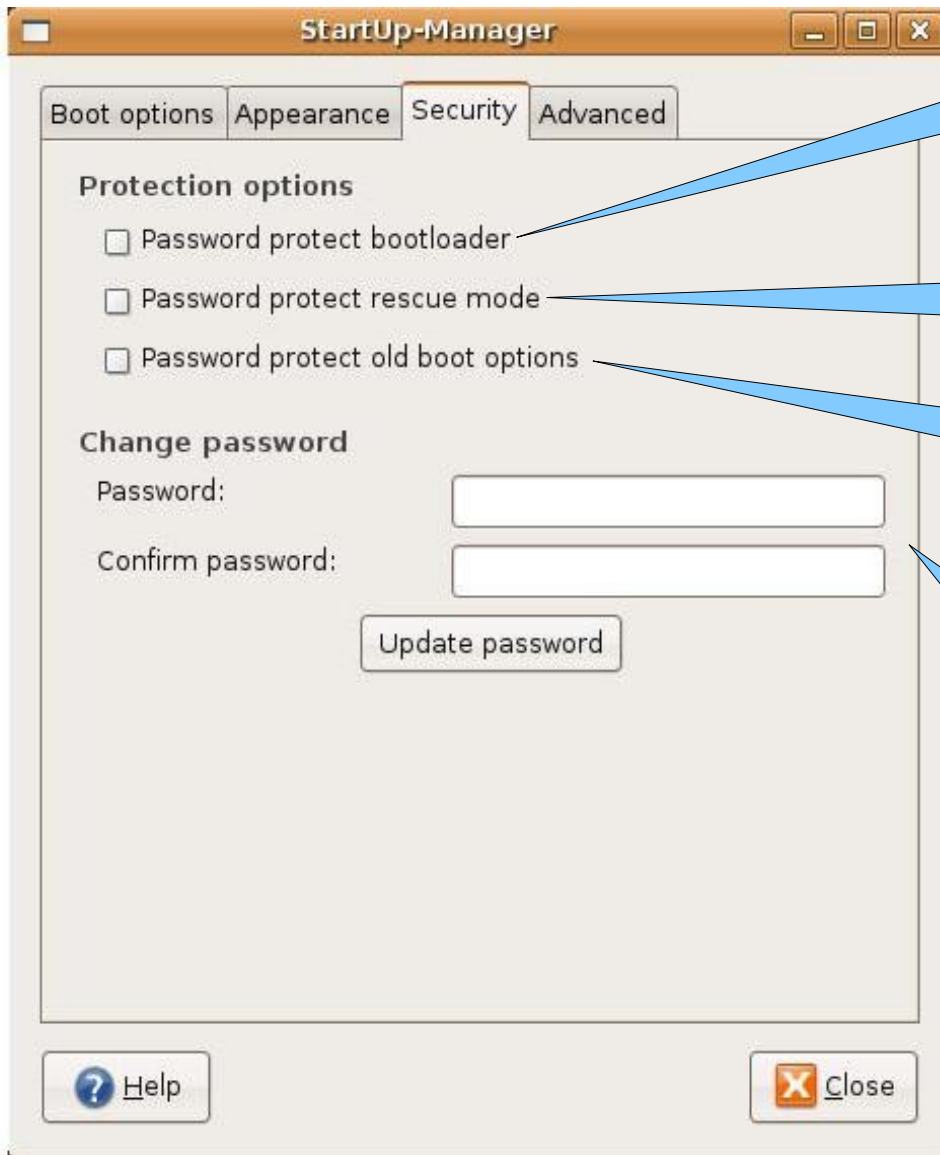 StartUp-Manager
Boot options Appearance Security Advanced
Protection options
Password protect bootloader
Password protect rescue mode
Password protect old boot options
Change password
Password:
Confirm password:
Update password
Help Close